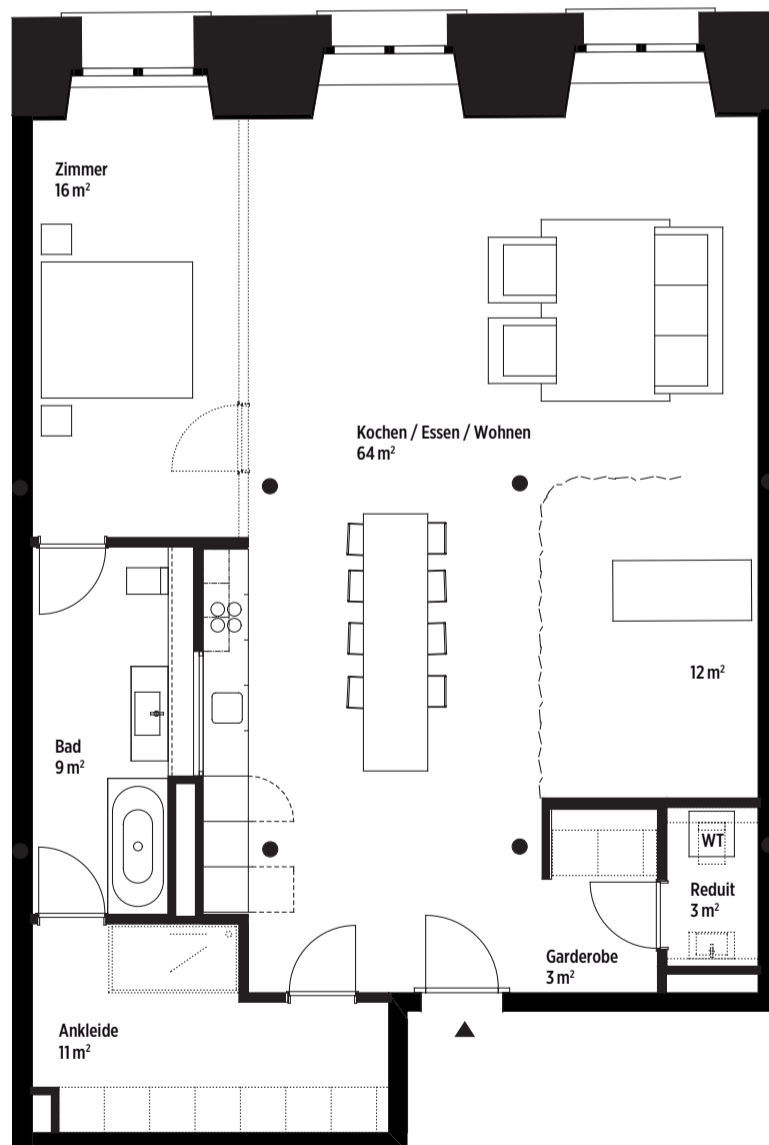 Zimmer
16 m²
Kochen / Essen / Wohnen
64 m²
12 m²
Bad
9 m²
WT
Reduit
3 m²
Garderobe
3 m²
Ankleide
11 m²